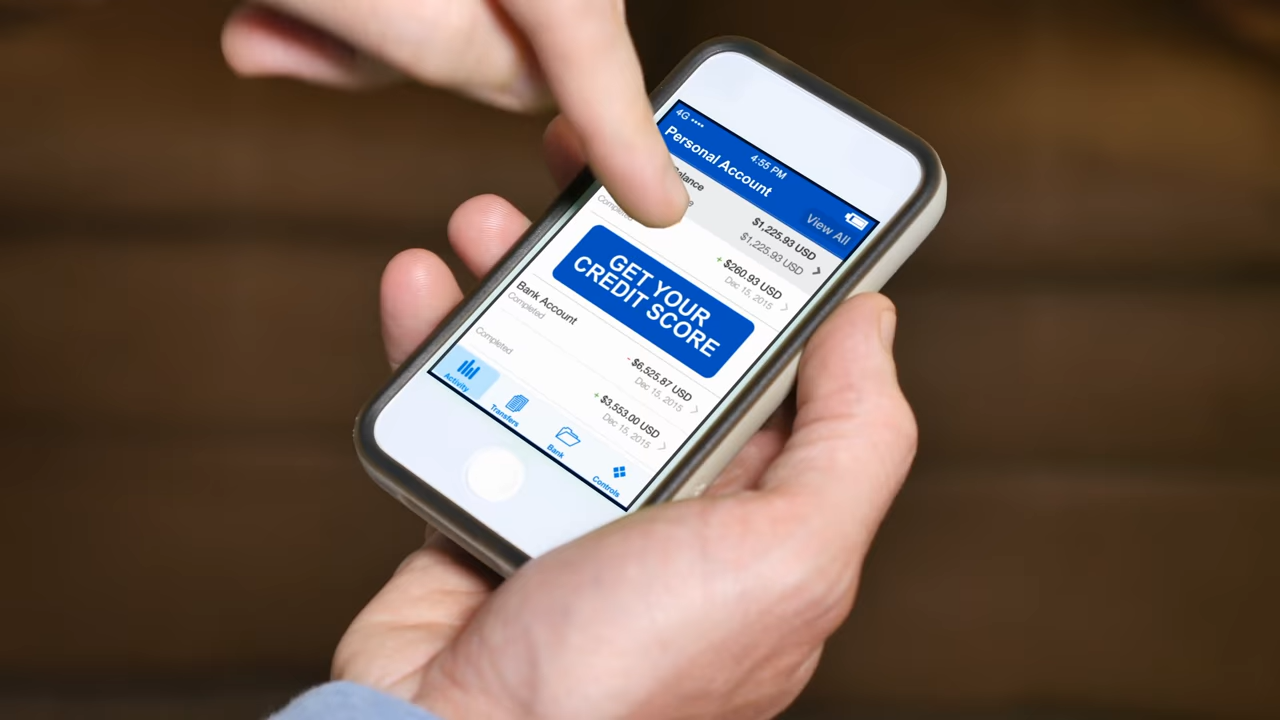 4G
4:55 PM
Personal Account
View All
Balance
$1,225.93 USD
$1,225.93 USD
Completed
+ $260.93 USD
Dec 15, 2015
GET YOUR
CREDIT SCORE
Bank Account
Completed
- $6,525.87 USD
Dec 15, 2015
Completed
+ $3,553.00 USD
Dec 15, 2015
Activity
Transfers
Bank
Controls